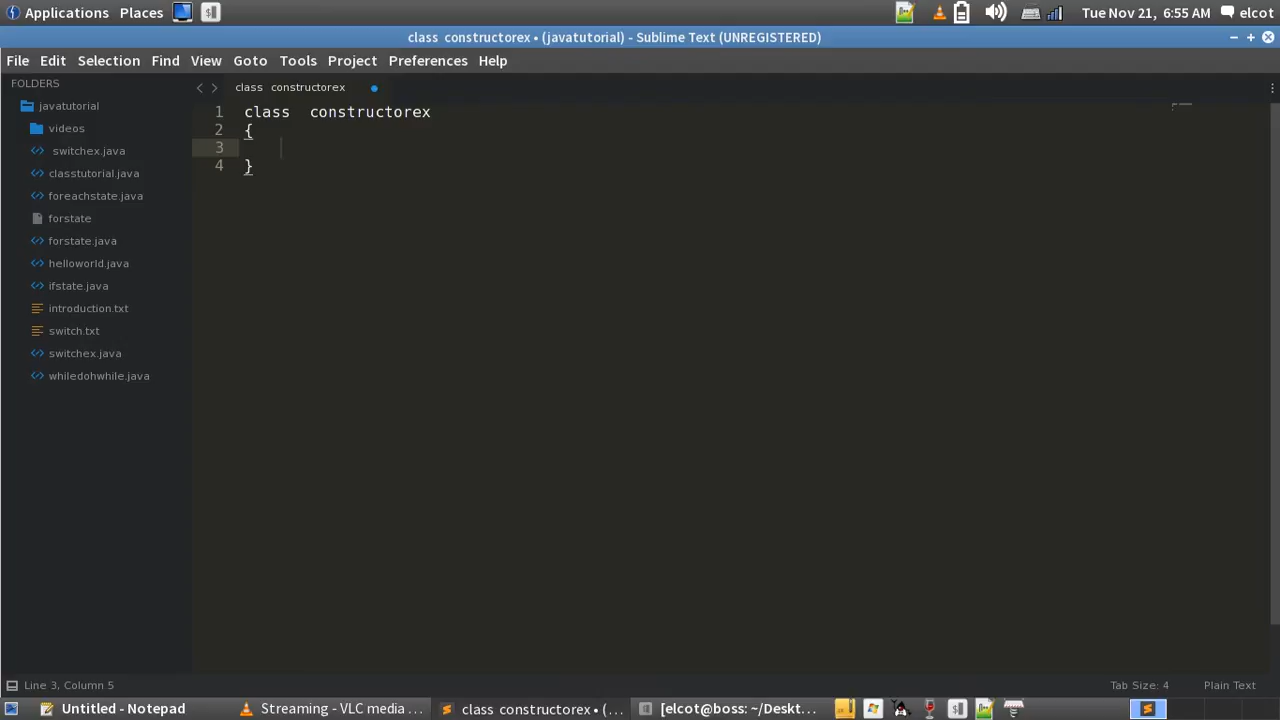 Applications Places Tue Nov 21, 6:55 AM elcot
class constructorex • (javatutorial) - Sublime Text (UNREGISTERED)
File Edit Selection Find View Goto Tools Project Preferences Help
FOLDERS
javatutorial
videos
switchex.java
classtutorial.java
foreachstate.java
forstate
forstate.java
helloworld.java
ifstate.java
introduction.txt
switch.txt
switchex.java
whiledohwhile.java
class constructorex
1 class constructorex
2 {
3
4 }
Line 3, Column 5 Tab Size: 4 Plain Text
Untitled - Notepad Streaming - VLC media ... class constructorex • (... [elcot@boss: ~/Deskt...